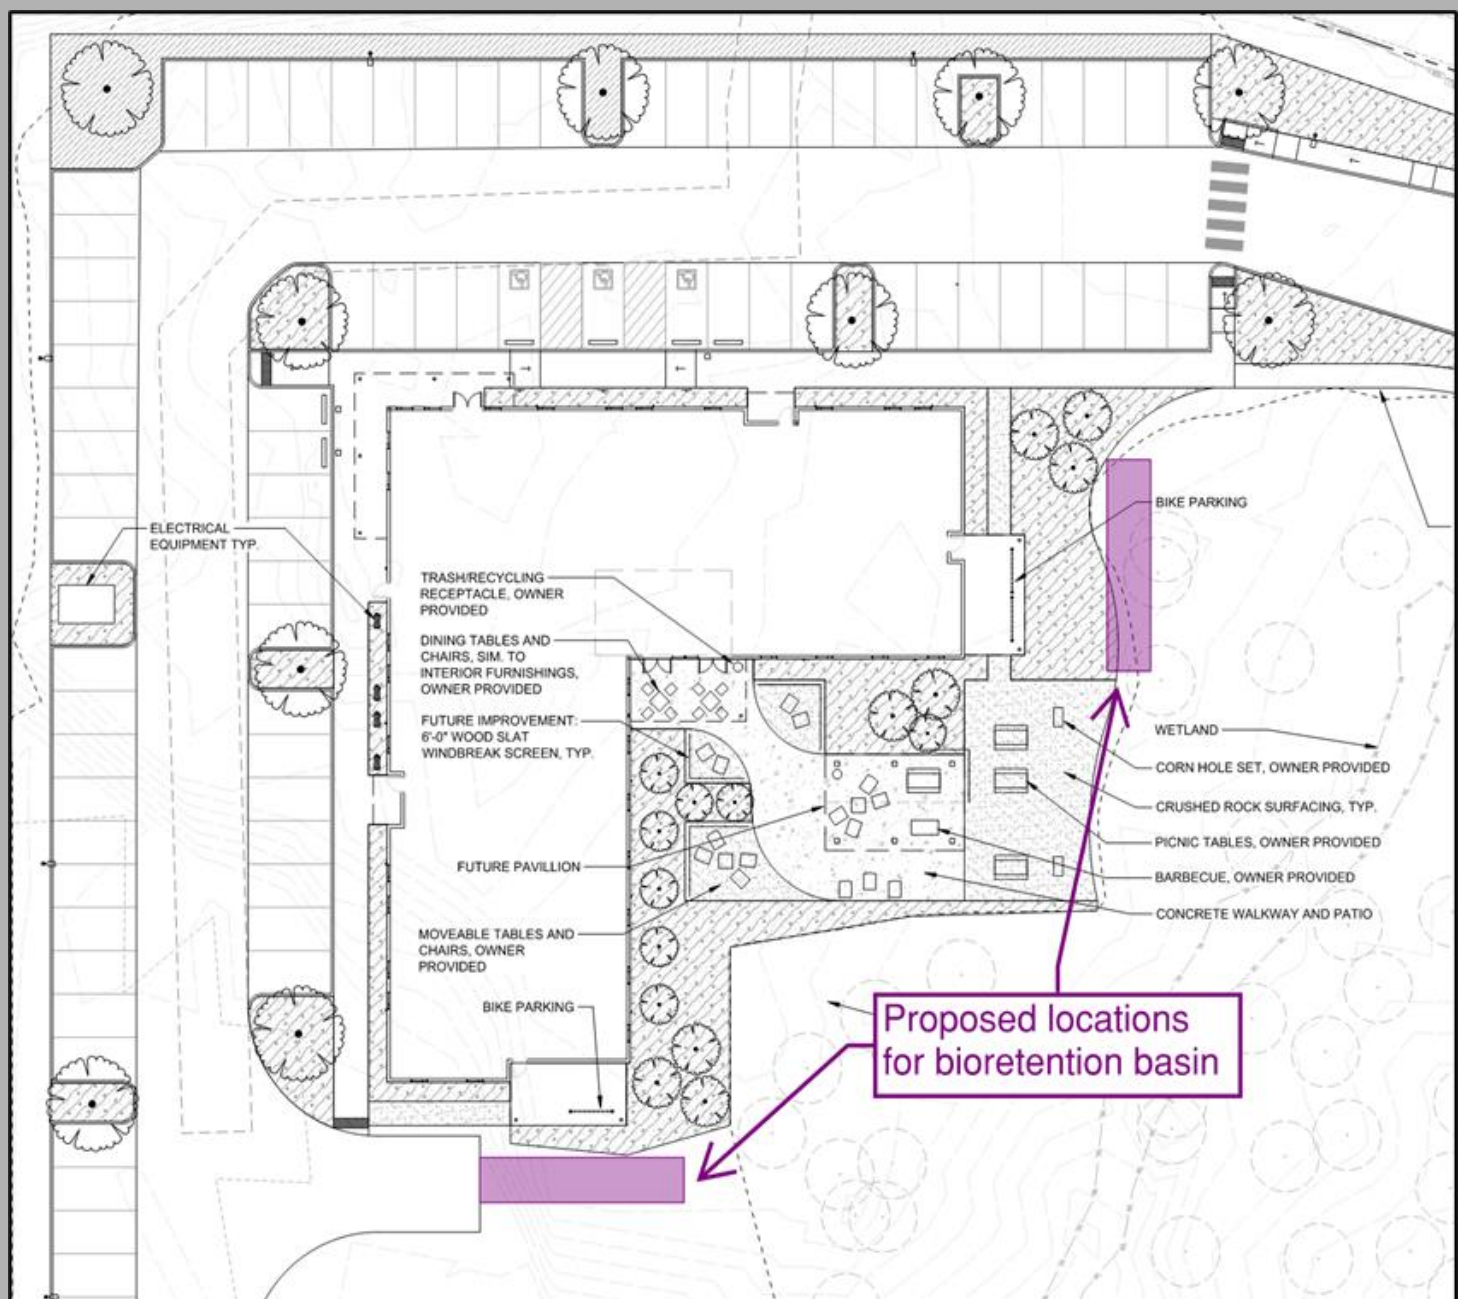 ELECTRICAL
EQUIPMENT TYP.
TRASH/RECYCLING
RECEPTACLE, OWNER
PROVIDED
DINING TABLES AND
CHAIRS, SIM. TO
INTERIOR FURNISHINGS,
OWNER PROVIDED
FUTURE IMPROVEMENT:
6'-0" WOOD SLAT
WINDBREAK SCREEN, TYP.
FUTURE PAVILLION
MOVEABLE TABLES AND
CHAIRS, OWNER
PROVIDED
BIKE PARKING
BIKE PARKING
WETLAND
CORN HOLE SET, OWNER PROVIDED
CRUSHED ROCK SURFACING, TYP.
PICNIC TABLES, OWNER PROVIDED
BARBECUE, OWNER PROVIDED
CONCRETE WALKWAY AND PATIO
Proposed locations
for bioretention basin